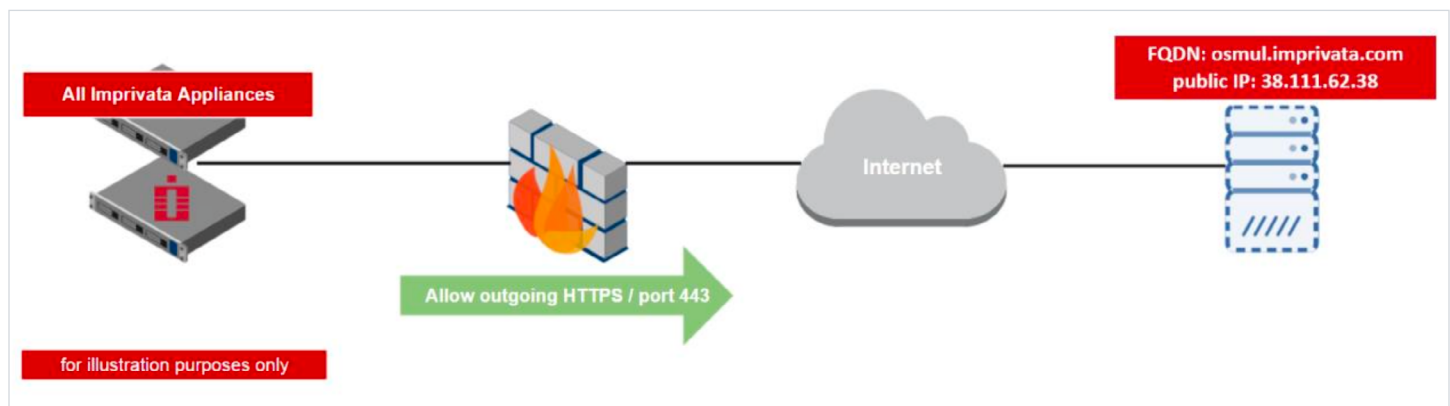 All Imprivata Appliances
FQDN: osmul.imprivata.com
public IP: 38.111.62.38
Internet
Allow outgoing HTTPS / port 443
for illustration purposes only